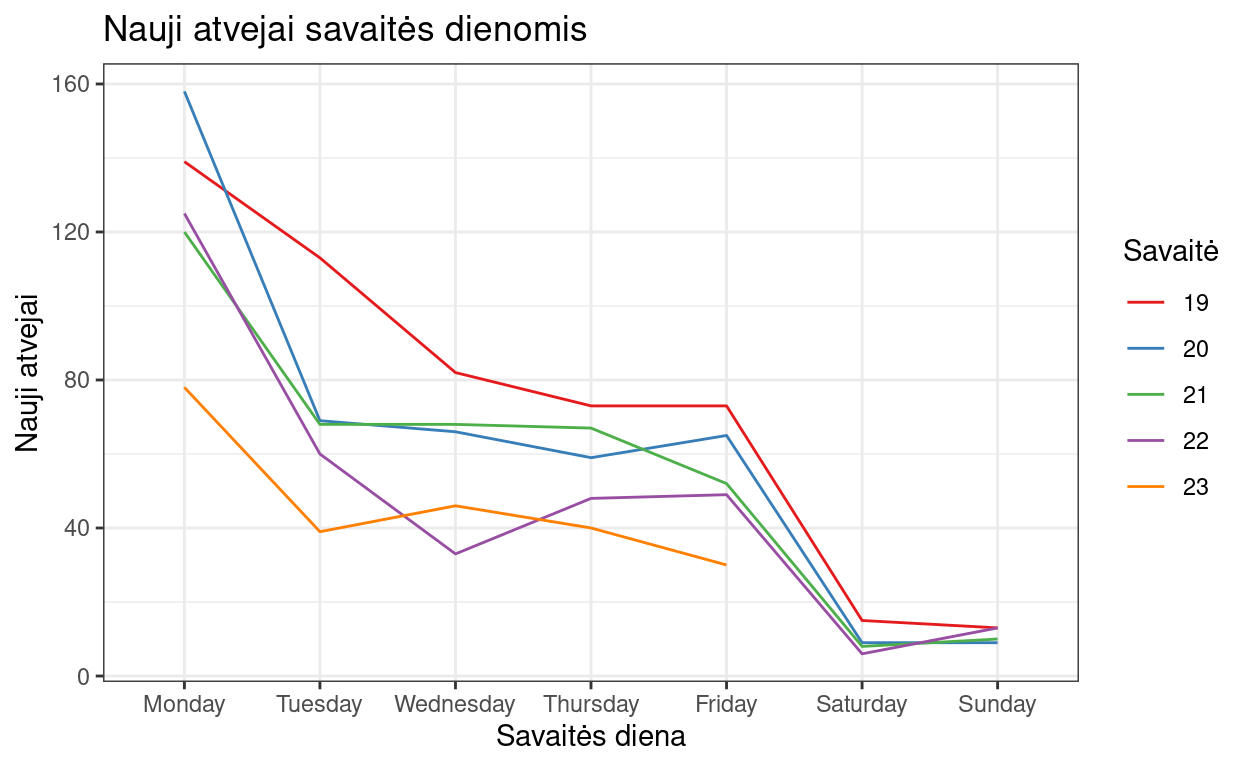 Nauji atvejai savaitės dienomis
Nauji atvejai
160
120
80
40
0
Monday Tuesday Wednesday Thursday Friday Saturday Sunday
Savaitės diena
Savaitė
19
20
21
22
23